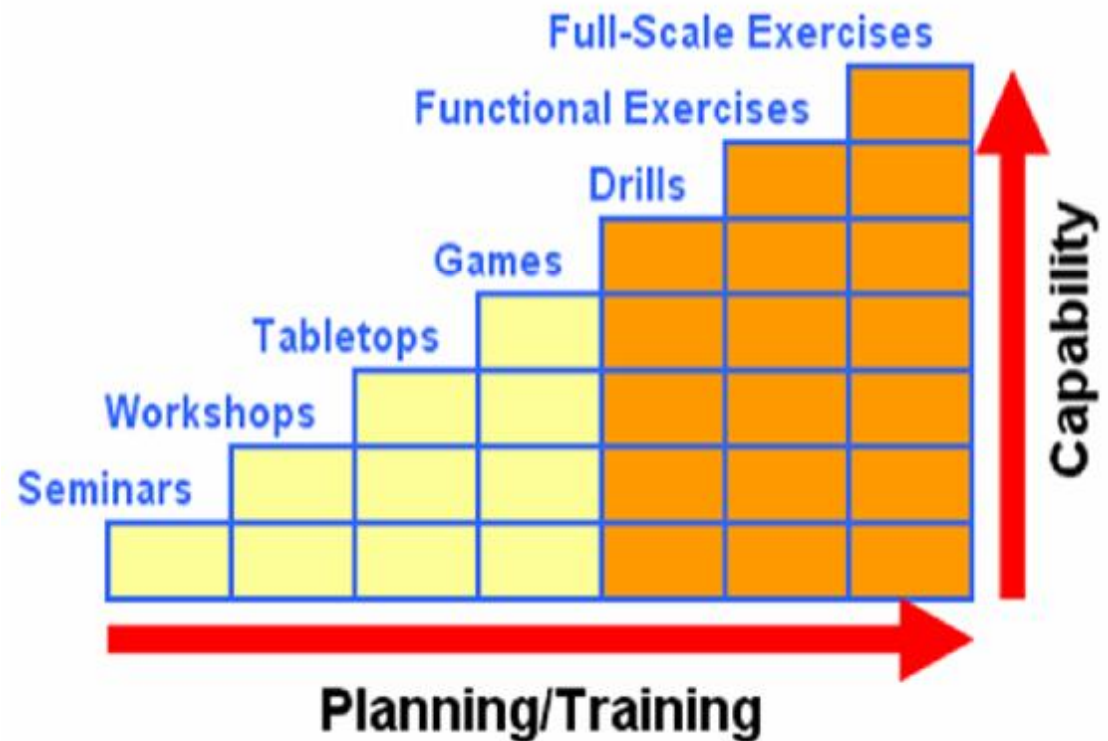 Full-Scale Exercises
Functional Exercises
Drills
Games
Tabletops
Workshops
Seminars
Capability
Planning/Training